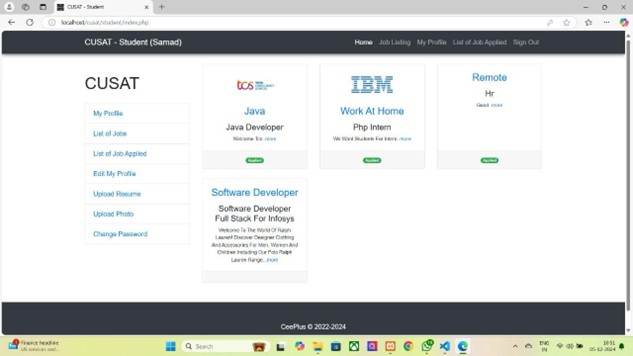 CUSAT - Student
localhost/cusat/student/index.php
CUSAT - Student (Samad)
Home Job Listing My Profile List of Job Applied Sign Out
CUSAT
My Profile
List of Jobs
List of Job Applied
Edit My Profile
Upload Resume
Upload Photo
Change Password
tcs
Java
Java Developer
Welcome Tcs .more
Applied
IBM
Work At Home
Php Intern
We Want Students For Intern .more
Applied
Remote
Hr
Good .more
Applied
Software Developer
Software Developer
Full Stack For Infosys
Welcome To The World Of Ralph
Lauren! Discover Designer Clothing
And Accessories For Men, Women And
Children Including Our Polo Ralph
Lauren Range...more
CeePlus © 2022-2024
Finance headline
Search
ENG
IN
10:51
05-12-2024